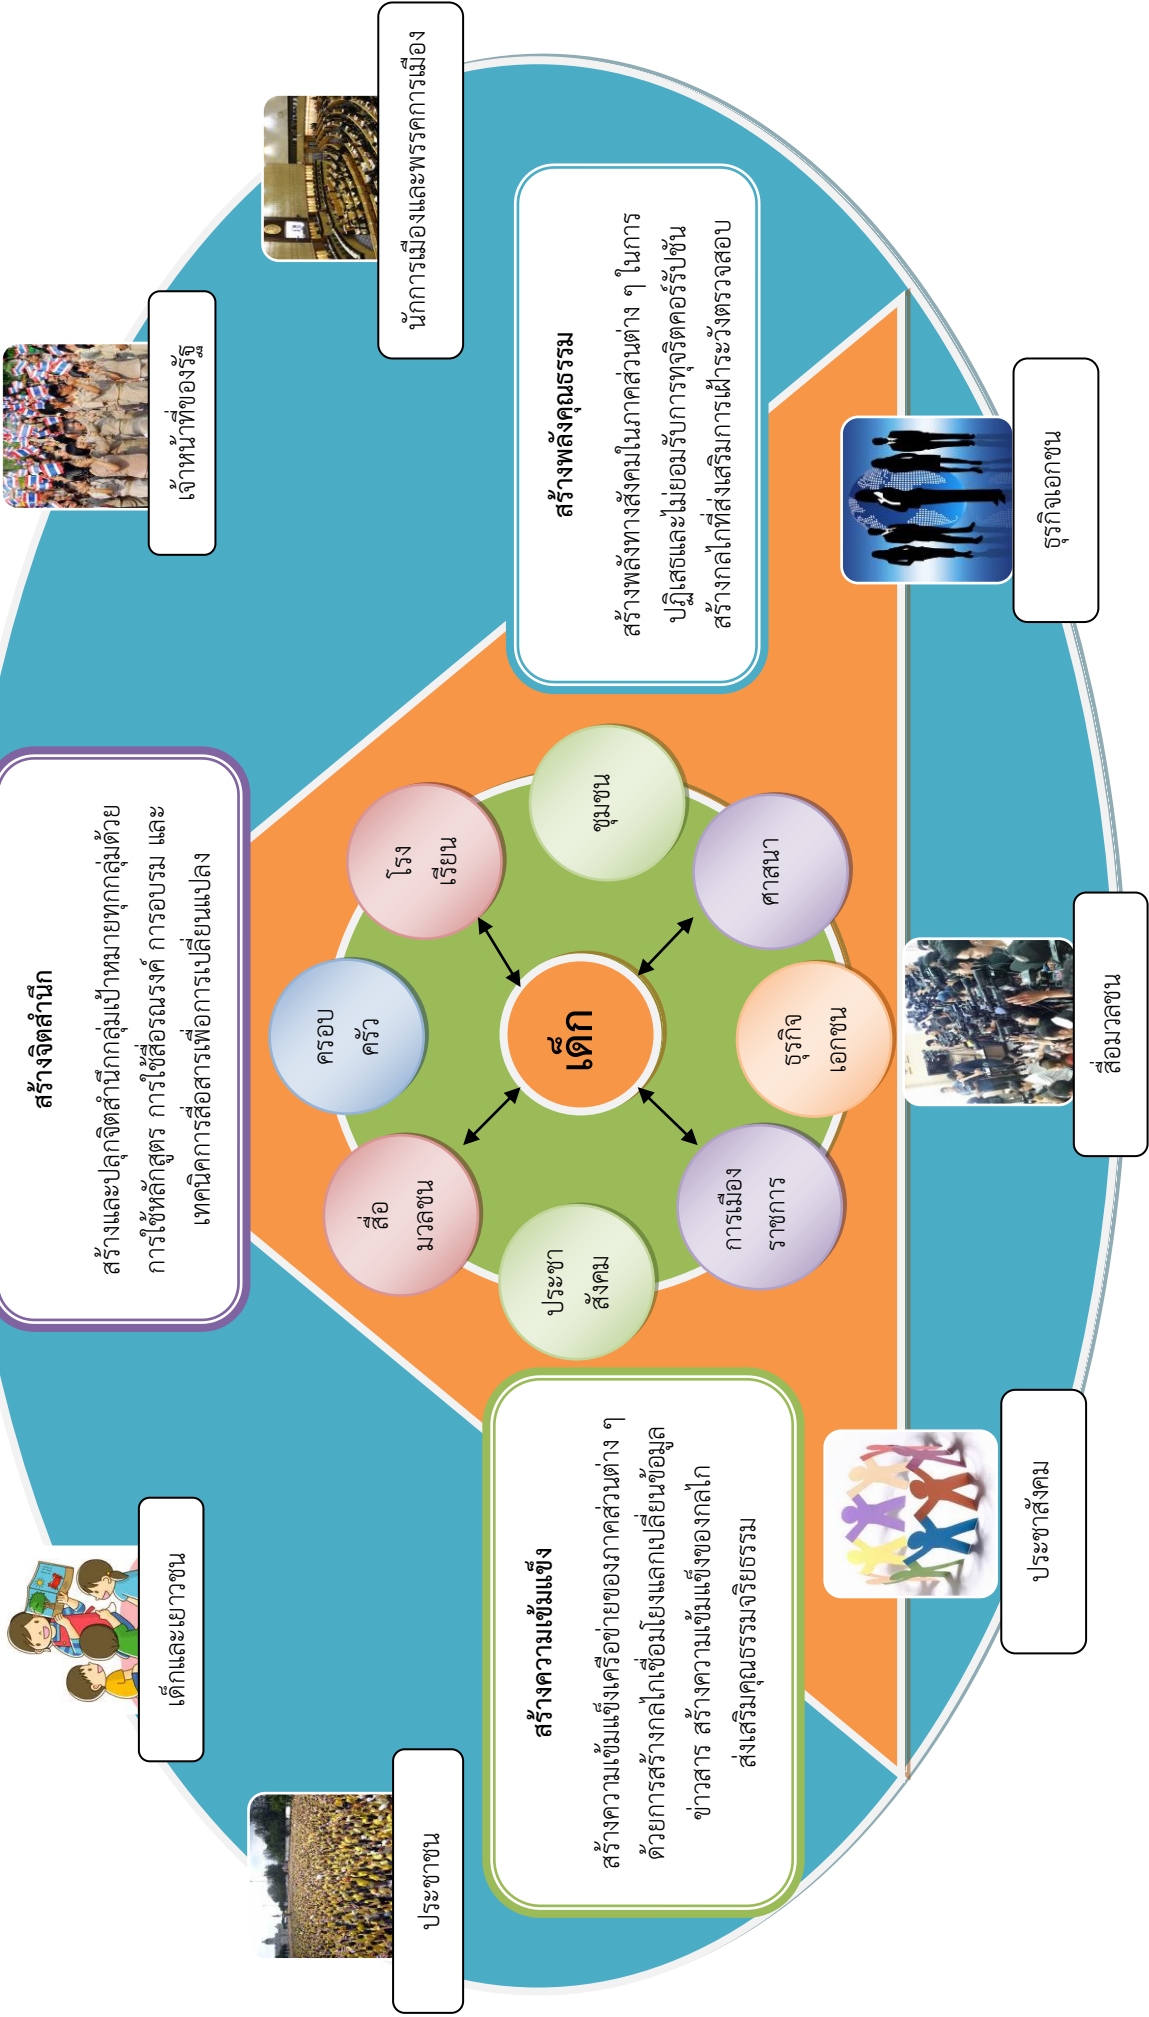 สร้างจิตสำนึก
สร้างและปลุกจิตสำนึกกลุ่มเป้าหมายทุกกลุ่มด้วย
การใช้หลักสูตร การใช้สื่อรณรงค์ การอบรม และ
เทคนิคการสื่อสารเพื่อการเปลี่ยนแปลง
เด็กและเยาวชน
เจ้าหน้าที่ของรัฐ
ประชาชน
นักการเมืองและพรรคการเมือง
ครอบ
ครัว
สื่อ
มวลชน
โรง
เรียน
ประชา
สังคม
เด็ก
ชุมชน
การเมือง
ราชการ
ศาสนา
ธุรกิจ
เอกชน
สร้างความเข้มแข็ง
สร้างความเข้มแข็งเครือข่ายของภาคส่วนต่าง ๆ
ด้วยการสร้างกลไกเชื่อมโยงแลกเปลี่ยนข้อมูล
ข่าวสาร สร้างความเข้มแข็งของกลไก
ส่งเสริมคุณธรรมจริยธรรม
สร้างพลังคุณธรรม
สร้างพลังทางสังคมในภาคส่วนต่าง ๆ ในการ
ปฏิเสธและไม่ยอมรับการทุจริตคอร์รัปชัน
สร้างกลไกที่ส่งเสริมการเฝ้าระวังตรวจสอบ
ประชาสังคม
สื่อมวลชน
ธุรกิจเอกชน